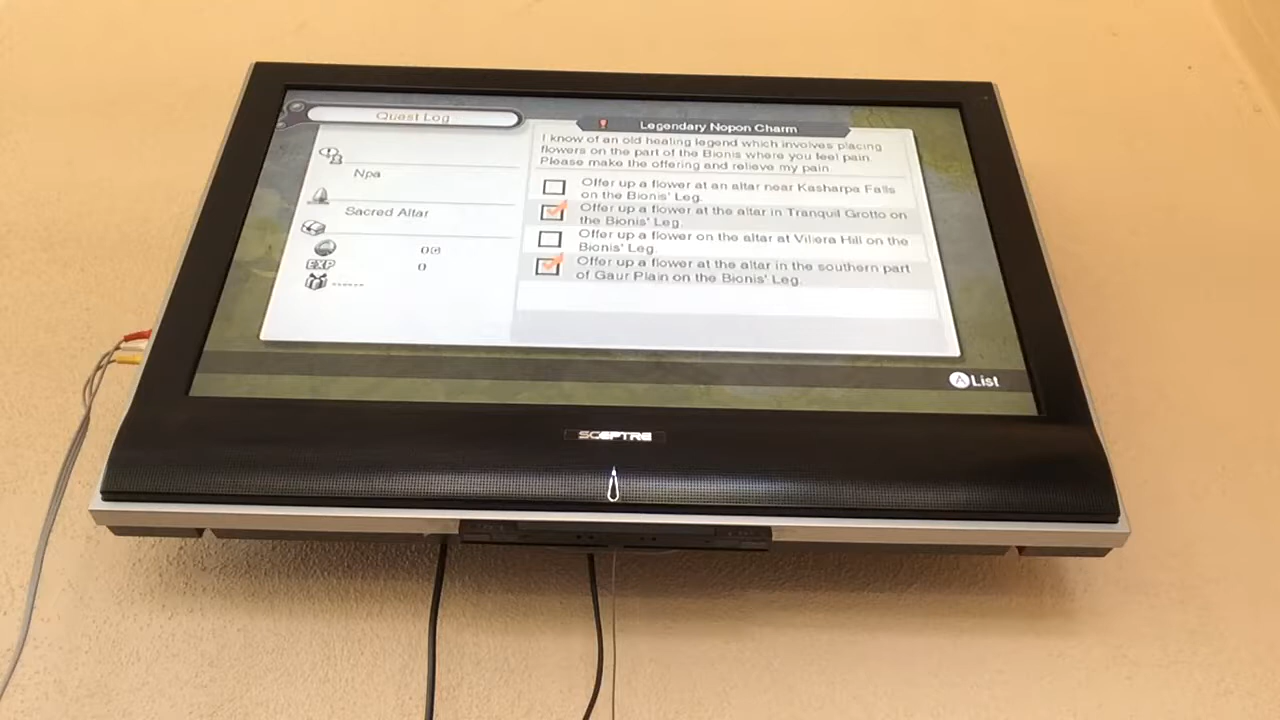 Quest Log
Npa
Sacred Altar
00
EXP
0
------
Legendary Nopon Charm
I know of an old healing legend which involves placing
flowers on the part of the Bionis where you feel pain.
Please make the offering and relieve my pain.
Offer up a flower at an altar near Kasharpa Falls
on the Bionis' Leg.
Offer up a flower at the altar in Tranquil Grotto on
the Bionis' Leg.
Offer up a flower on the altar at Viliera Hill on the
Bionis' Leg.
Offer up a flower at the altar in the southern part
of Gaur Plain on the Bionis' Leg.
A List
SCEPTRE